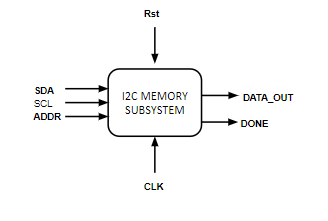 Rst
SDA
SCL
ADDR
I2C MEMORY
SUBSYSTEM
DATA_OUT
DONE
CLK